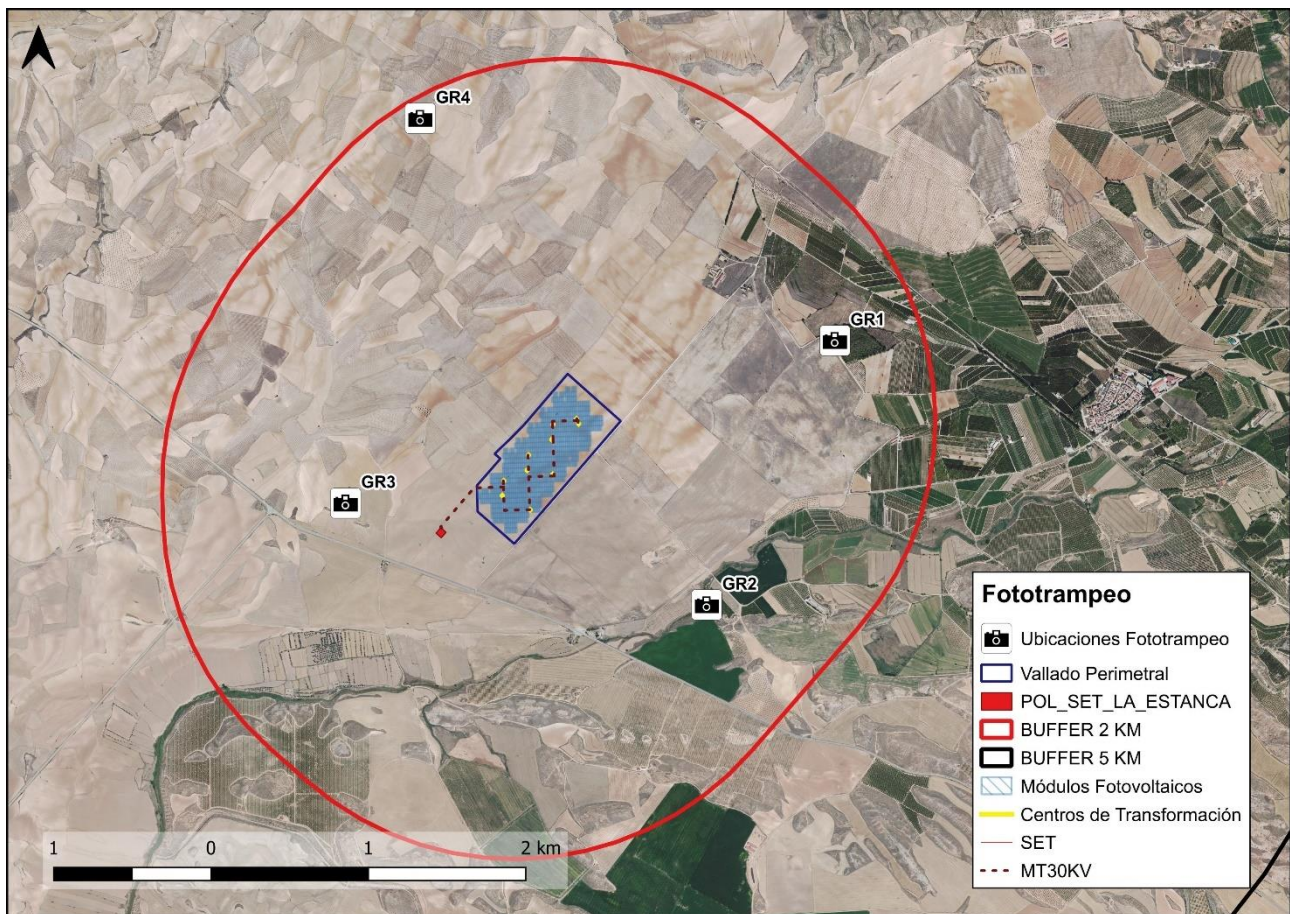 GR4
GR1
GR3
GR2
Fototrampeo
Ubicaciones Fototrampeo
Vallado Perimetral
POL_SET_LA_ESTANCA
BUFFER 2 KM
BUFFER 5 KM
Módulos Fotovoltaicos
Centros de Transformación
SET
MT30KV
1 0 1 2 km